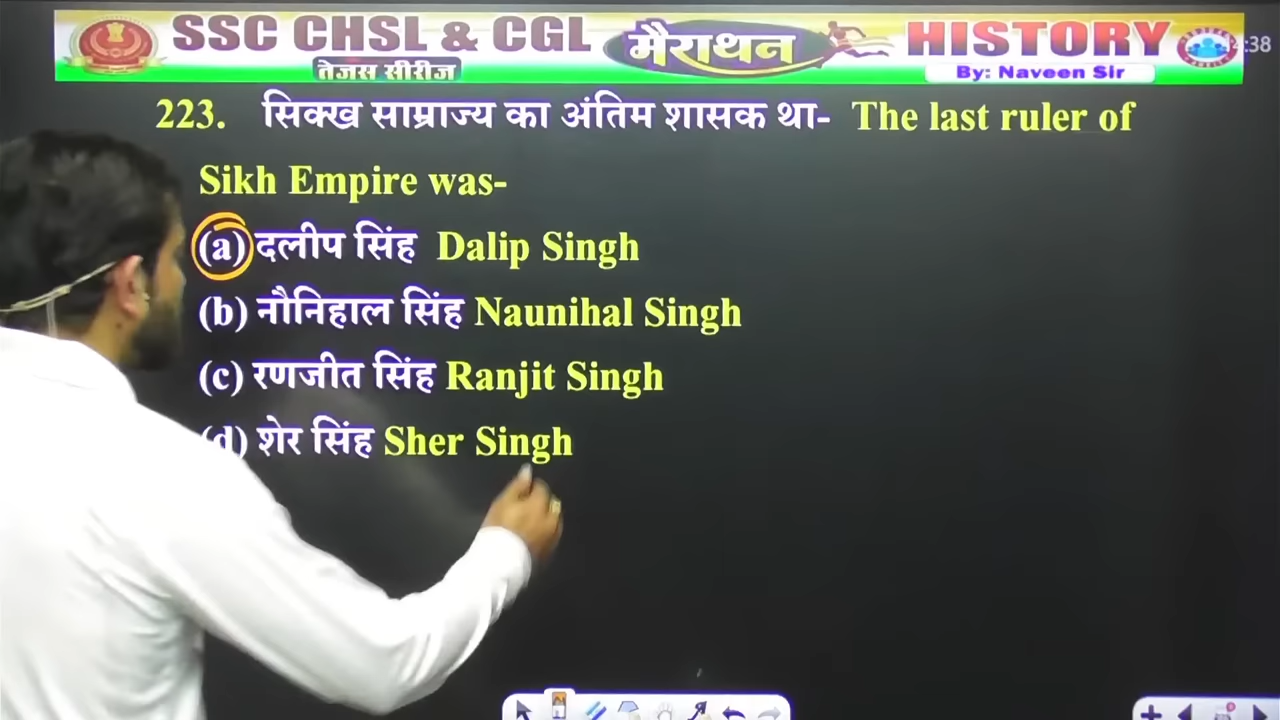 SSC CHSL & CGL मैराथन HISTORY :38
तेजस सीरीज By: Naveen Sir
223. सिक्ख साम्राज्य का अंतिम शासक था- The last ruler of
Sikh Empire was-
(a) दलीप सिंह Dalip Singh
(b) नौनिहाल सिंह Naunihal Singh
(c) रणजीत सिंह Ranjit Singh
(d) शेर सिंह Sher Singh